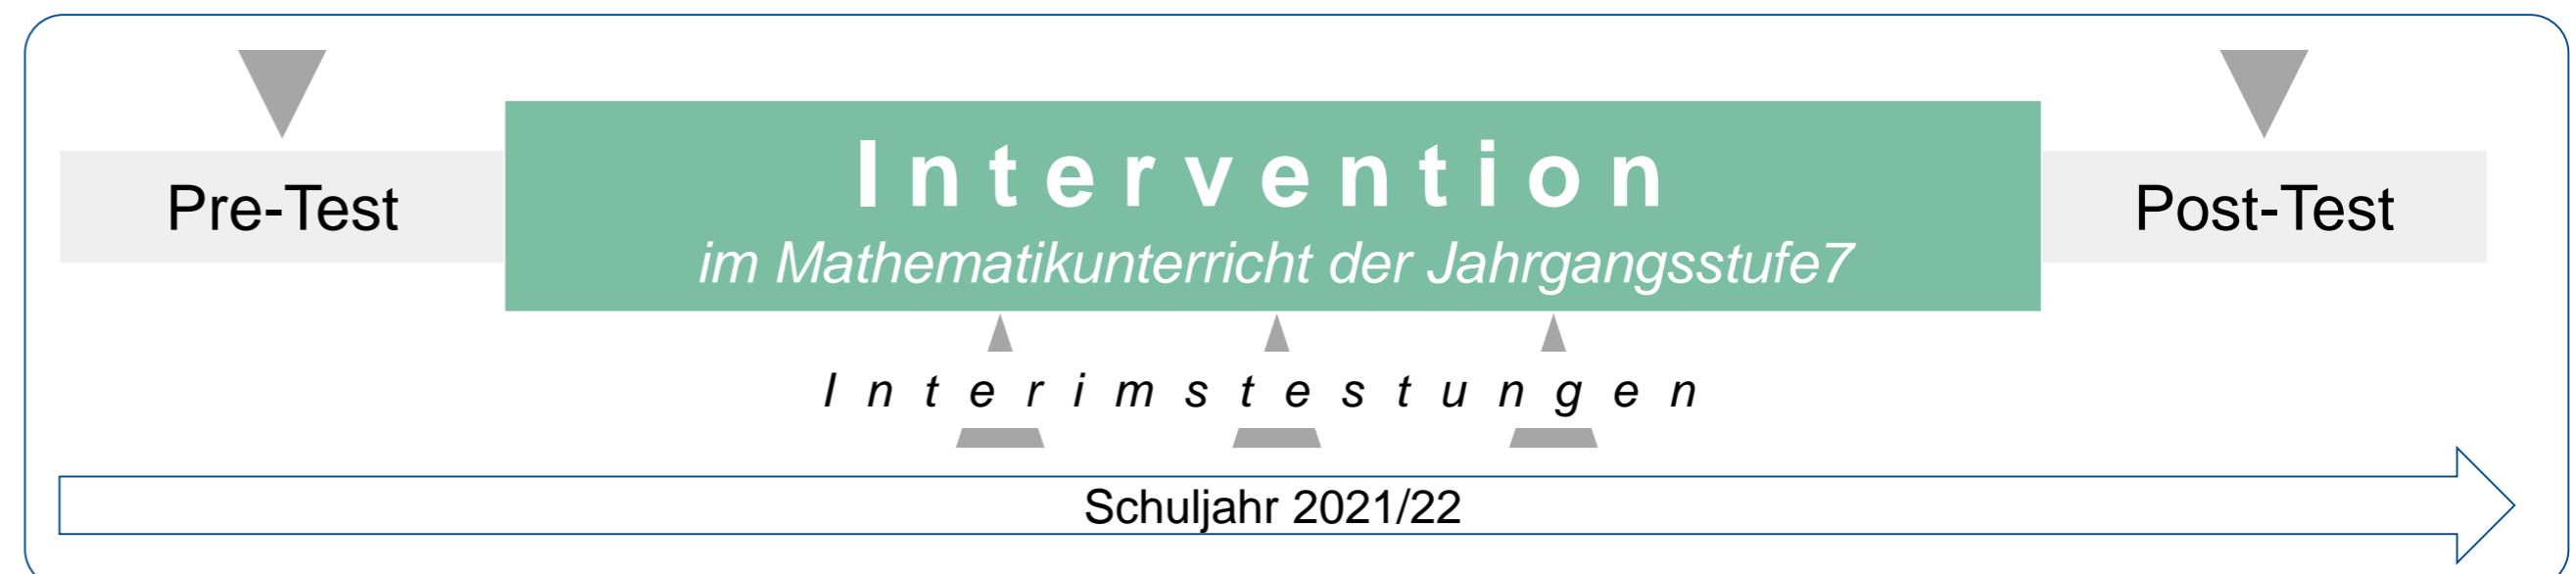 Pre-Test
Intervention
im Mathematikunterricht der Jahrgangsstufe7
Post-Test
Interimstestungen
Schuljahr 2021/22